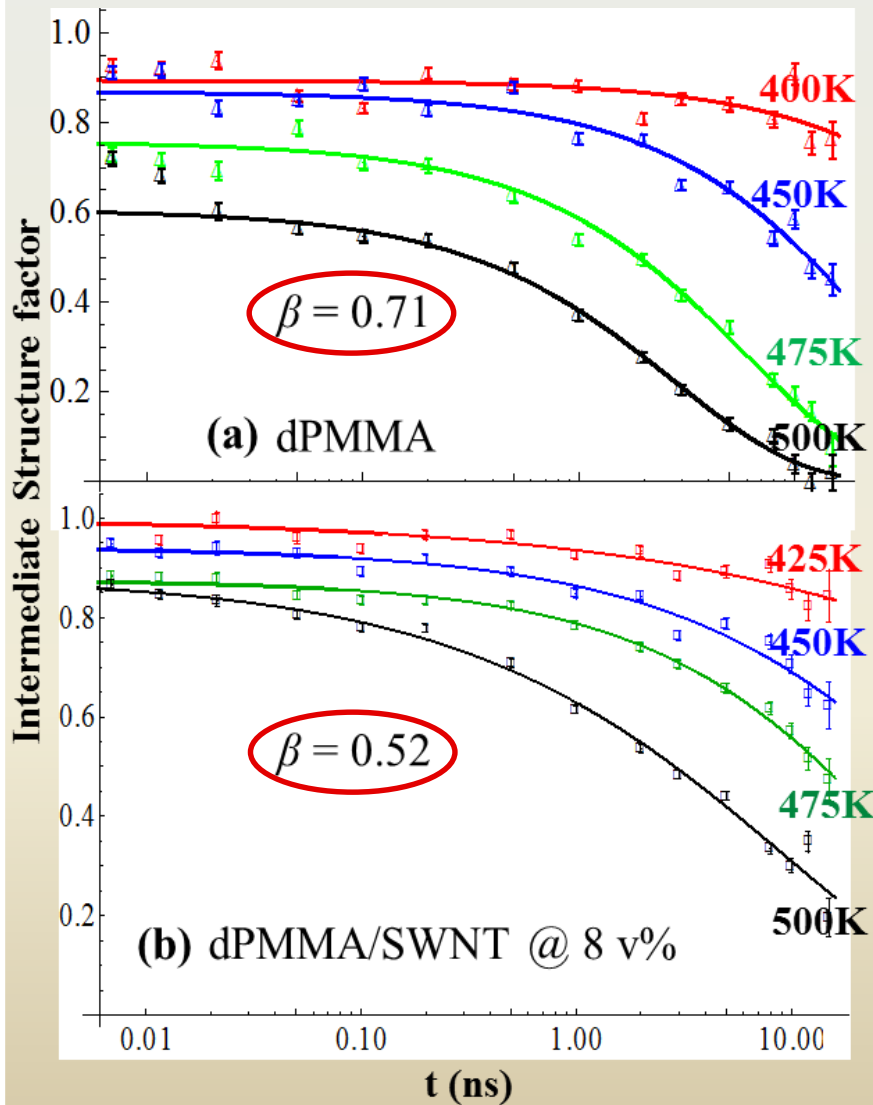 Intermediate Structure factor
1.0
0.8
0.6
0.4
0.2
400K
450K
475K
500K
β = 0.71
(a) dPMMA
1.0
0.8
0.6
0.4
0.2
425K
450K
475K
500K
β = 0.52
(b) dPMMA/SWNT @ 8 v%
0.01 0.10 1.00 10.00
t (ns)